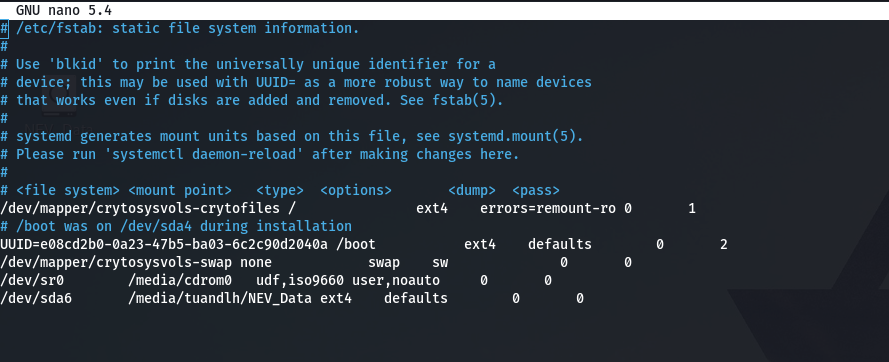 GNU nano 5.4
# /etc/fstab: static file system information.
#
# Use 'blkid' to print the universally unique identifier for a
# device; this may be used with UUID= as a more robust way to name devices
# that works even if disks are added and removed. See fstab(5).
#
# systemd generates mount units based on this file, see systemd.mount(5).
# Please run 'systemctl daemon-reload' after making changes here.
#
# <file system> <mount point>   <type>  <options>       <dump>  <pass>
/dev/mapper/crytosysvols-crytofiles /               ext4    errors=remount-ro 0       1
# /boot was on /dev/sda4 during installation
UUID=e08cd2b0-0a23-47b5-ba03-6c2c90d2040a /boot           ext4    defaults        0       2
/dev/mapper/crytosysvols-swap none            swap    sw              0       0
/dev/sr0        /media/cdrom0   udf,iso9660 user,noauto     0       0
/dev/sda6       /media/tuandlh/NEV_Data ext4    defaults        0       0